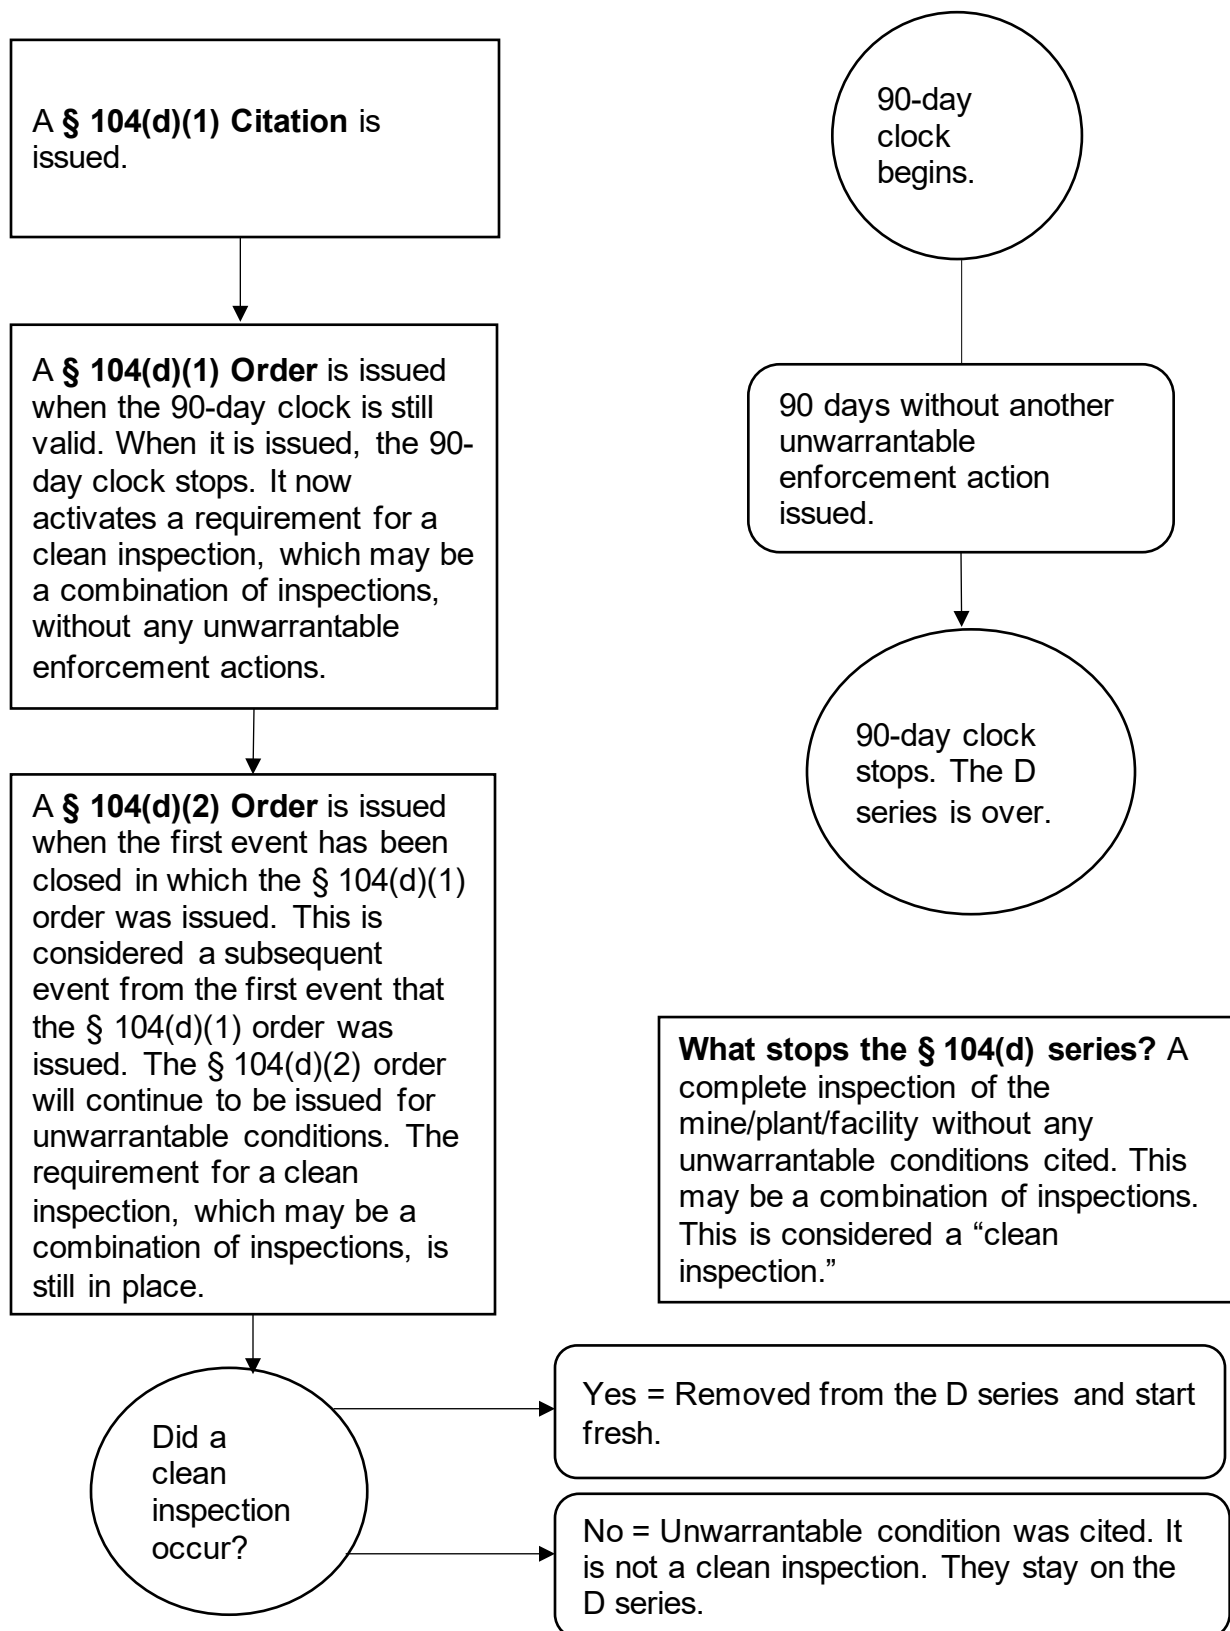 A § 104(d)(1) Citation is
issued.
90-day
clock
begins.
A § 104(d)(1) Order is issued
when the 90-day clock is still
valid. When it is issued, the 90-
day clock stops. It now
activates a requirement for a
clean inspection, which may be
a combination of inspections,
without any unwarrantable
enforcement actions.
90 days without another
unwarrantable
enforcement action
issued.
90-day clock
stops. The D
series is over.
A § 104(d)(2) Order is issued
when the first event has been
closed in which the § 104(d)(1)
order was issued. This is
considered a subsequent
event from the first event that
the § 104(d)(1) order was
issued. The § 104(d)(2) order
will continue to be issued for
unwarrantable conditions. The
requirement for a clean
inspection, which may be a
combination of inspections, is
still in place.
What stops the § 104(d) series? A
complete inspection of the
mine/plant/facility without any
unwarrantable conditions cited. This
may be a combination of inspections.
This is considered a “clean
inspection.”
Did a
clean
inspection
occur?
Yes = Removed from the D series and start
fresh.
No = Unwarrantable condition was cited. It
is not a clean inspection. They stay on the
D series.